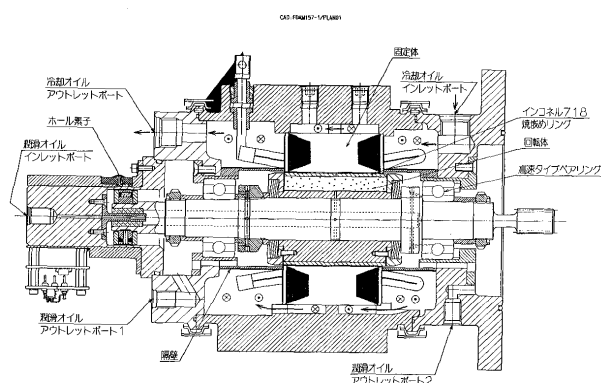 CAD.FDAM157-1/PLAN01
固定体
冷却オイル
アウトレットポート
冷却オイル
インレットポート
ホール素子
インコネル718
焼嵌めリング
潤滑オイル
インレットポート
回転体
高速タイプベアリング
潤滑オイル
アウトレットポート1
隔壁
潤滑オイル
アウトレットポート2